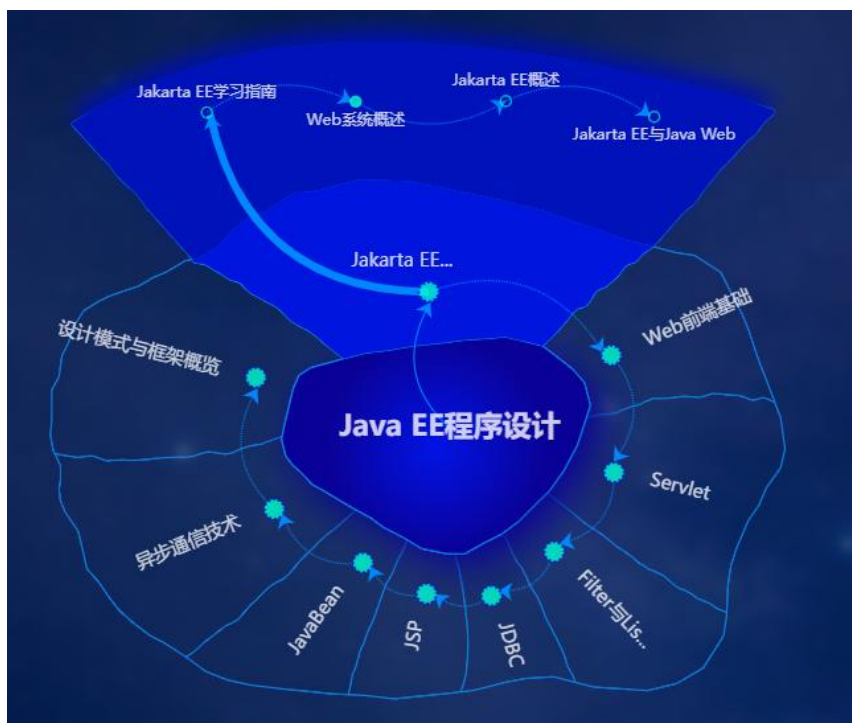 Jakarta EE学习指南
Web系统概述
Jakarta EE概述
Jakarta EE与Java Web
Jakarta EE...
Web前端基础
设计模式与框架概览
Java EE程序设计
Servlet
异步通信技术
Filter与Lis...
JavaBean
JSP
JDBC